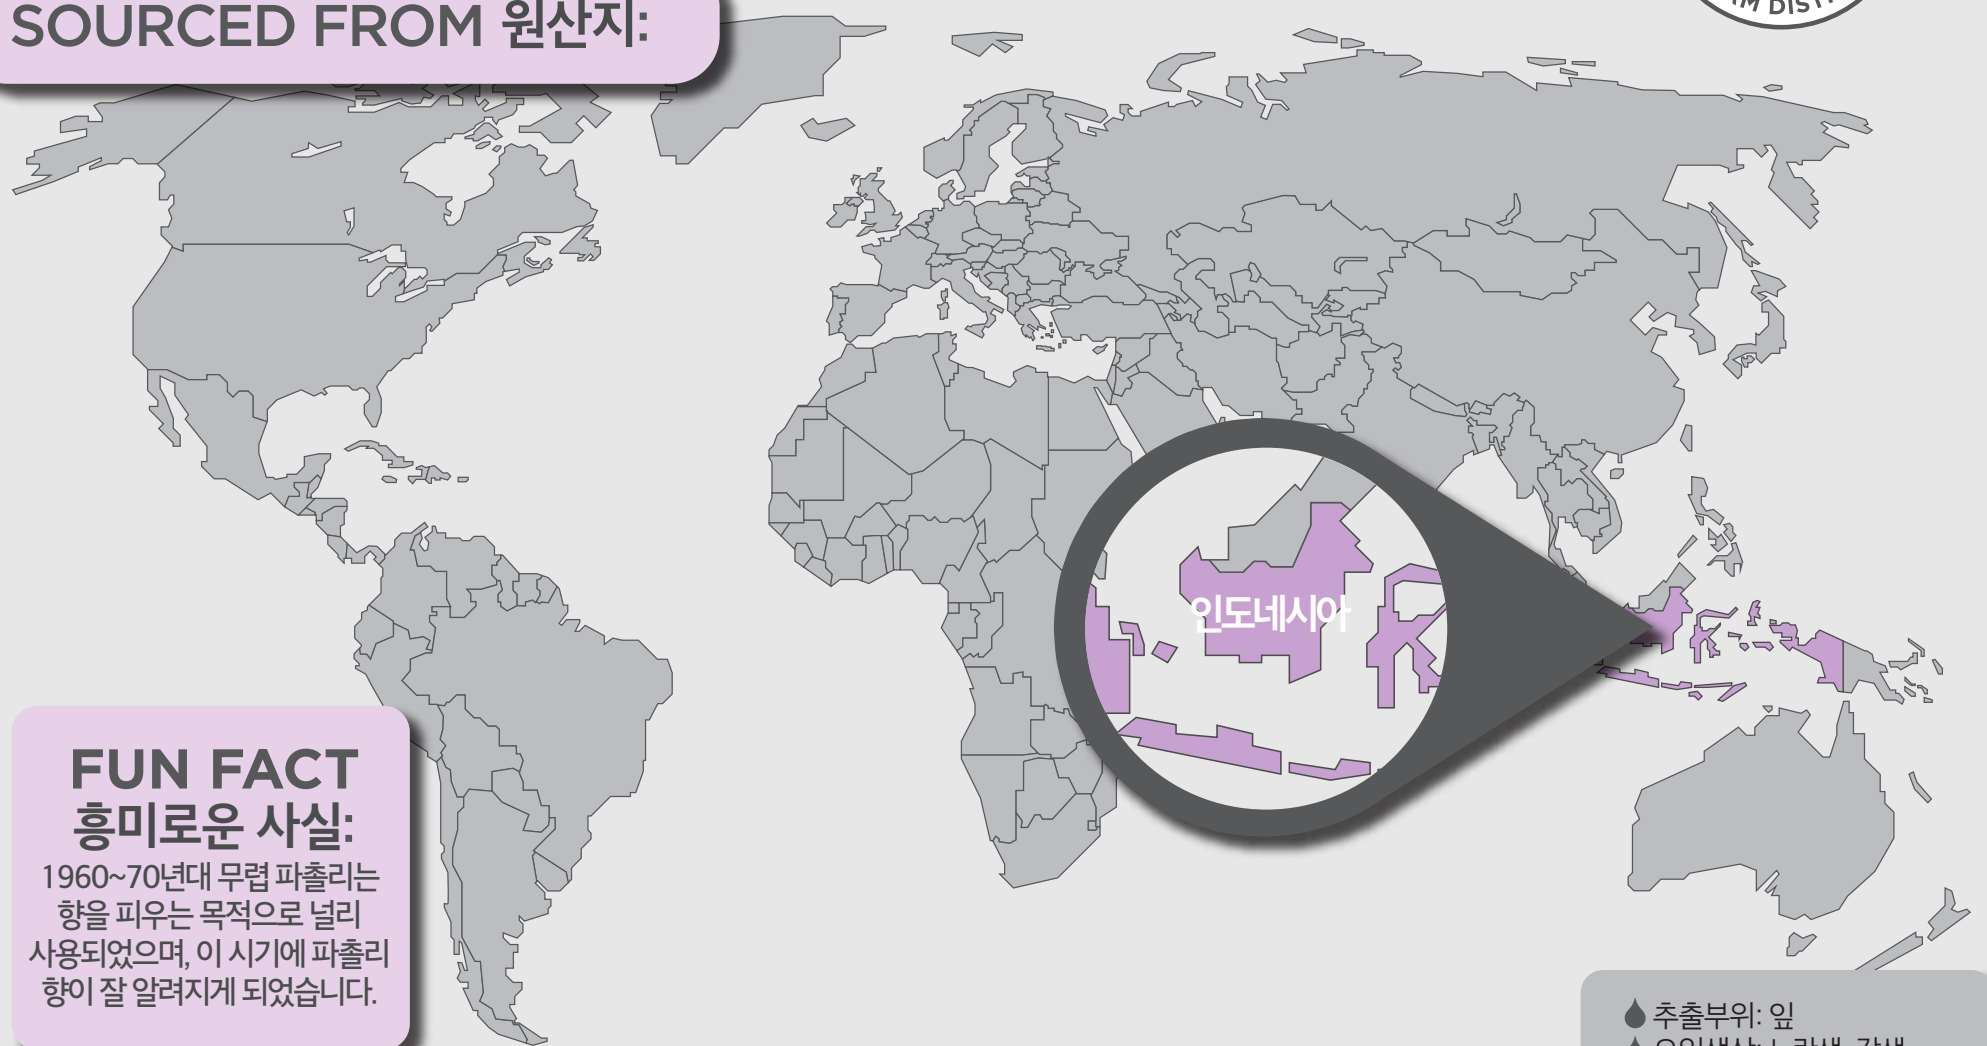 SOURCED FROM 원산지:
인도네시아
FUN FACT
흥미로운 사실:
1960~70년대 무렵 파촐리는
향을 피우는 목적으로 널리
사용되었으며, 이 시기에 파촐리
향이 잘 알려지게 되었습니다.
추출부위: 잎